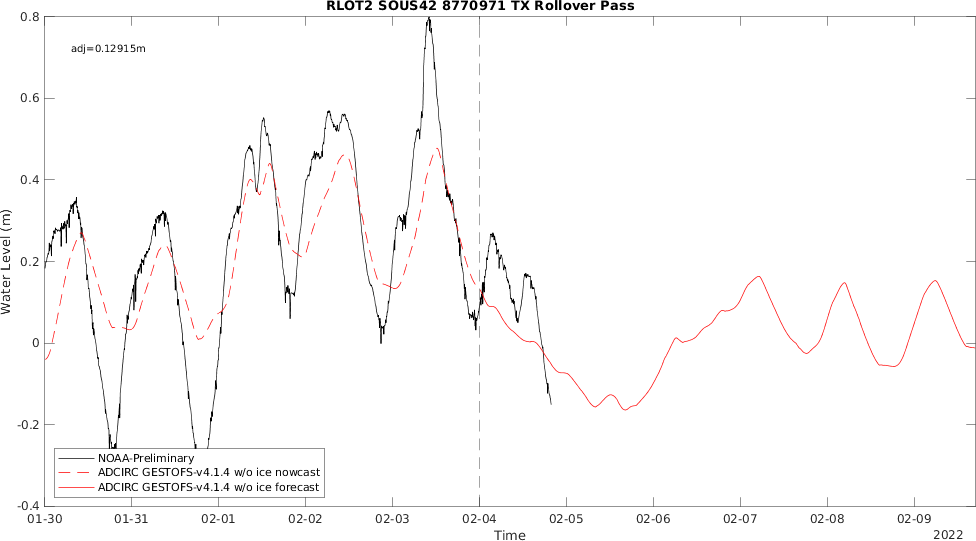 RLOT2 SOUS42 8770971 TX Rollover Pass
adj=0.12915m
0.8
0.6
0.4
0.2
0
-0.2
-0.4
Water Level (m)
NOAA-Preliminary
ADCIRC GESTOFS-v4.1.4 w/o ice nowcast
ADCIRC GESTOFS-v4.1.4 w/o ice forecast
01-30 01-31 02-01 02-02 02-03 02-04 02-05 02-06 02-07 02-08 02-09
Time
2022